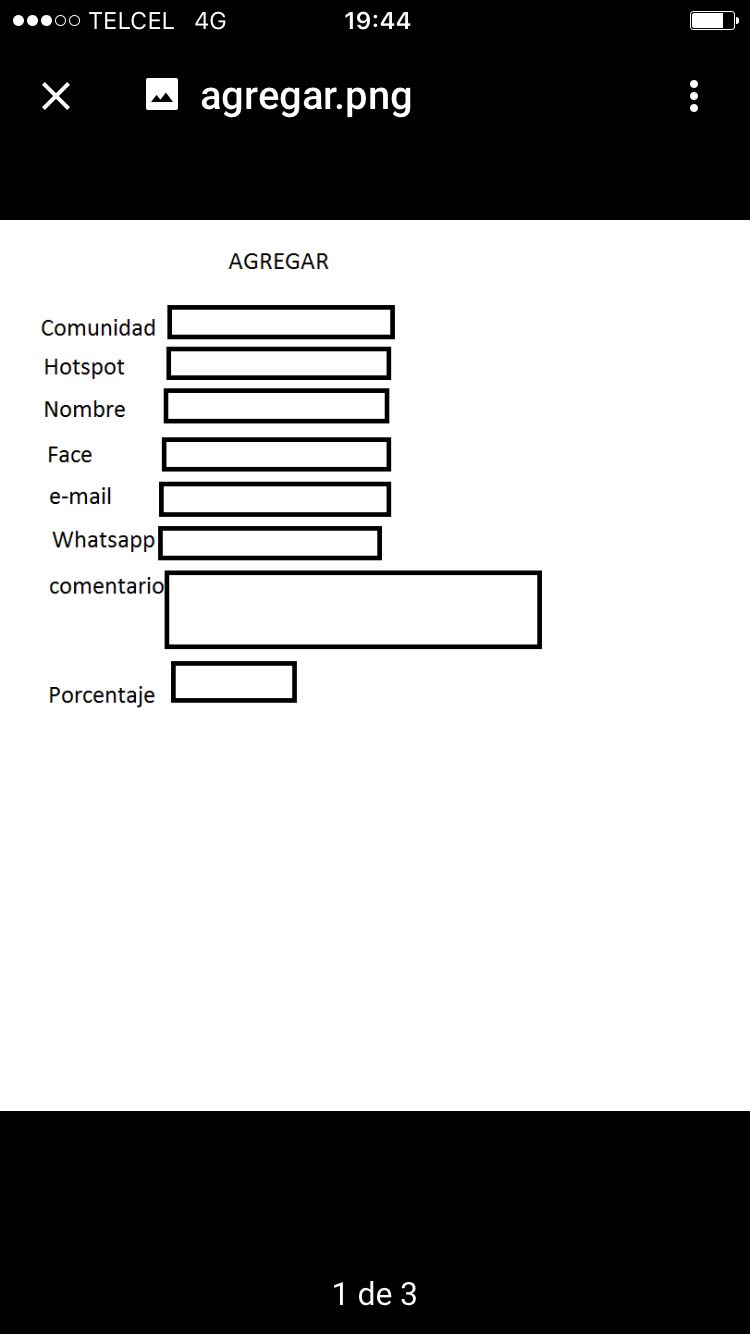 TELCEL 4G 19:44
agregar.png
AGREGAR
Comunidad
Hotspot
Nombre
Face
e-mail
Whatsapp
comentario
Porcentaje
1 de 3